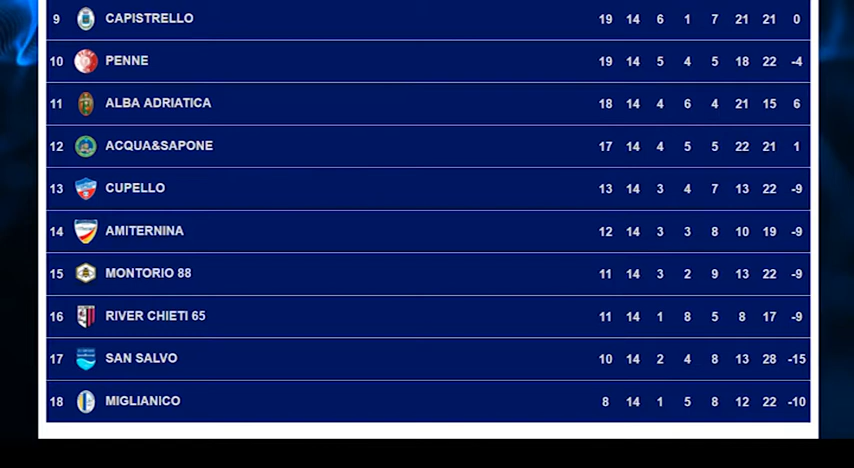 9 CAPISTRELLO 19 14 6 1 7 21 21 0
10 PENNE 19 14 5 4 5 18 22 -4
11 ALBA ADRIATICA 18 14 4 6 4 21 15 6
12 ACQUA&SAPONE 17 14 4 5 5 22 21 1
13 CUPELLO 13 14 3 4 7 13 22 -9
14 AMITERNINA 12 14 3 3 8 10 19 -9
15 MONTORIO 88 11 14 3 2 9 13 22 -9
16 RIVER CHIETI 65 11 14 1 8 5 8 17 -9
17 SAN SALVO 10 14 2 4 8 13 28 -15
18 MIGLIANICO 8 14 1 5 8 12 22 -10